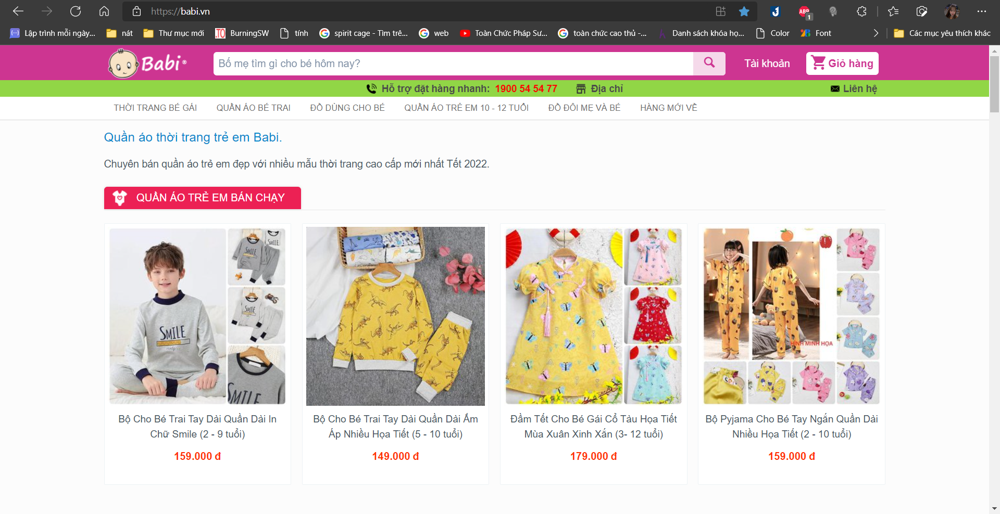 https://babi.vn
ABP
1
Lập trình mỗi ngày...
nát
Thư mục mới
.TO
BurningSW
tính
spirit cage - Tìm trê...
web
Toàn Chức Pháp Sư...
toàn chức cao thủ -...
Danh sách khóa họ...
Color
Font
Các mục yêu thích khác
Babi®
Bố mẹ tìm gì cho bé hôm nay?
Tài khoản
Giỏ hàng
Hỗ trợ đặt hàng nhanh: 1900 54 54 77
Địa chỉ
Liên hệ
THỜI TRANG BÉ GÁI
QUẦN ÁO BÉ TRAI
ĐỒ DÙNG CHO BÉ
QUẦN ÁO TRẺ EM 10 - 12 TUỔI
ĐỒ ĐÔI MẸ VÀ BÉ
HÀNG MỚI VỀ
Quần áo thời trang trẻ em Babi.
Chuyên bán quần áo trẻ em đẹp với nhiều mẫu thời trang cao cấp mới nhất Tết 2022.
QUẦN ÁO TRẺ EM BÁN CHẠY
SMILE
SMILE
SMILE
SMILE
SMILE
HÌNH MINH HỌA
Bộ Cho Bé Trai Tay Dài Quần Dài In
Chữ Smile (2 - 9 tuổi)
159.000 đ
Bộ Cho Bé Trai Tay Dài Quần Dài Ấm
Áp Nhiều Họa Tiết (5 - 10 tuổi)
149.000 đ
Đầm Tết Cho Bé Gái Cổ Tàu Họa Tiết
Mùa Xuân Xinh Xắn (3- 12 tuổi)
179.000 đ
Bộ Pyjama Cho Bé Tay Ngắn Quần Dài
Nhiều Họa Tiết (2 - 10 tuổi)
159.000 đ